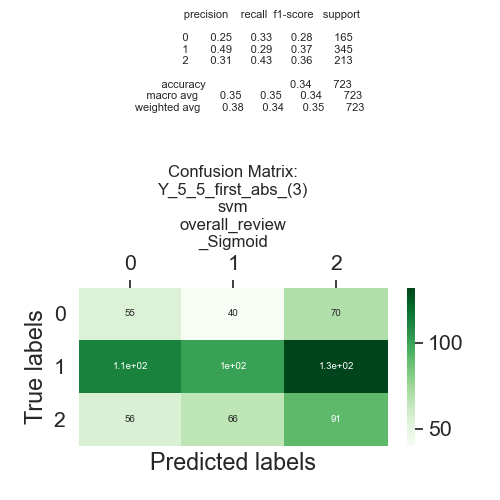 precision recall f1-score support
0 0.25 0.33 0.28 165
1 0.49 0.29 0.37 345
2 0.31 0.43 0.36 213
accuracy 0.34 723
macro avg 0.35 0.35 0.34 723
weighted avg 0.38 0.34 0.35 723
Confusion Matrix:
Y_5_5_first_abs_(3)
svm
overall_review
_Sigmoid
0 1 2
0 55 40 70
1 1.1e+02 1e+02 1.3e+02
2 56 66 91
True labels
Predicted labels
100
50